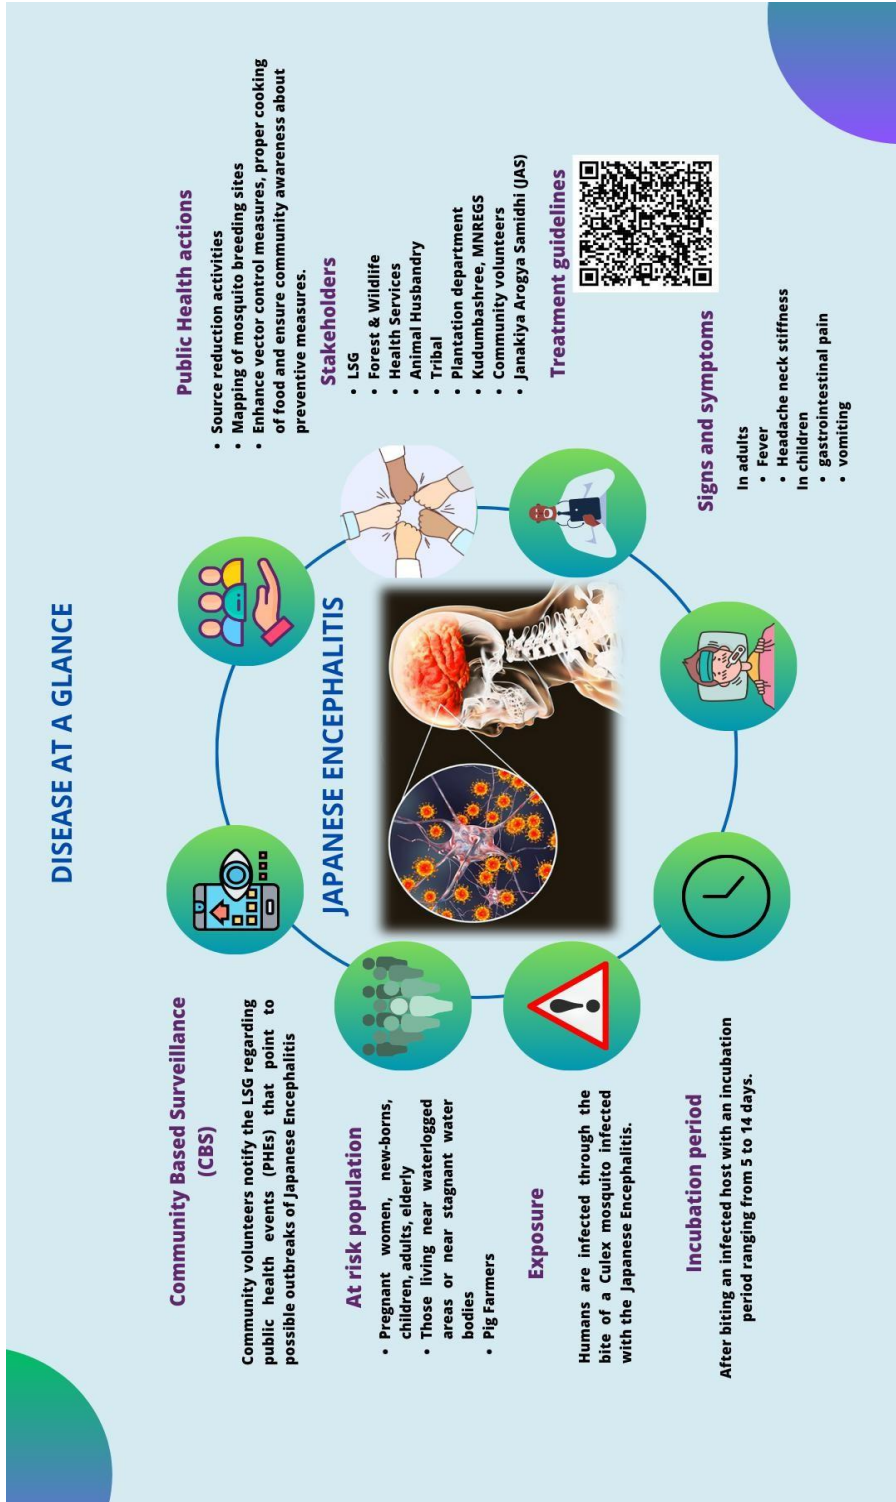 DISEASE AT A GLANCE
Community Based Surveillance
(CBS)
Community volunteers notify the LSG regarding
public health events (PHEs) that point to
possible outbreaks of Japanese Encephalitis
At risk population
• Pregnant women, new-borns,
children, adults, elderly
• Those living near waterlogged
areas or near stagnant water
bodies
• Pig Farmers
Exposure
Humans are infected through the
bite of a Culex mosquito infected
with the Japanese Encephalitis.
Incubation period
After biting an infected host with an incubation
period ranging from 5 to 14 days.
JAPANESE ENCEPHALITIS
Public Health actions
• Source reduction activities
• Mapping of mosquito breeding sites
• Enhance vector control measures, proper cooking
of food and ensure community awareness about
preventive measures.
Stakeholders
• LSG
• Forest & Wildlife
• Health Services
• Animal Husbandry
• Tribal
• Plantation department
• Kudumbashree, MNREGS
• Community volunteers
• Janakiya Arogya Samidhi (JAS)
Treatment guidelines
Signs and symptoms
In adults
• Fever
• Headache neck stiffness
In children
• gastrointestinal pain
• vomiting